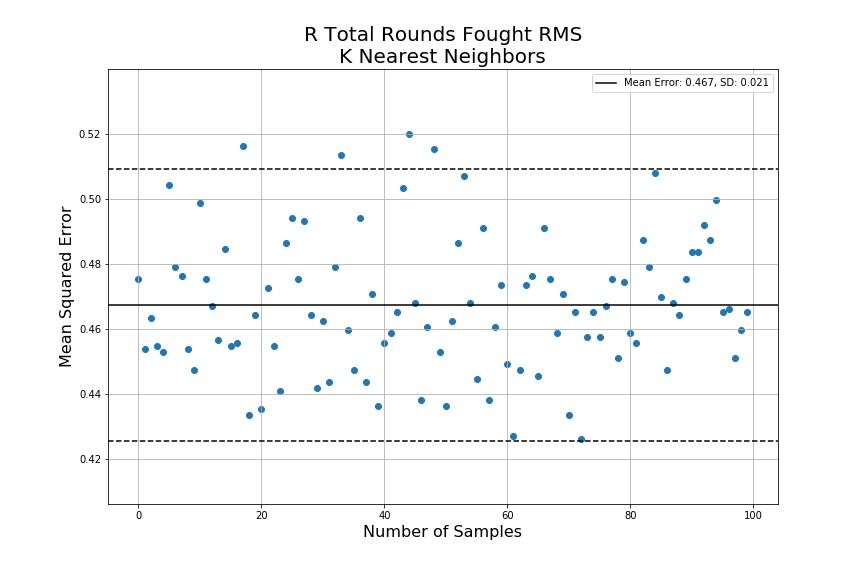 R Total Rounds Fought RMS
K Nearest Neighbors
Mean Error: 0.467, SD: 0.021
Mean Squared Error
0.52
0.50
0.48
0.46
0.44
0.42
0 20 40 60 80 100
Number of Samples